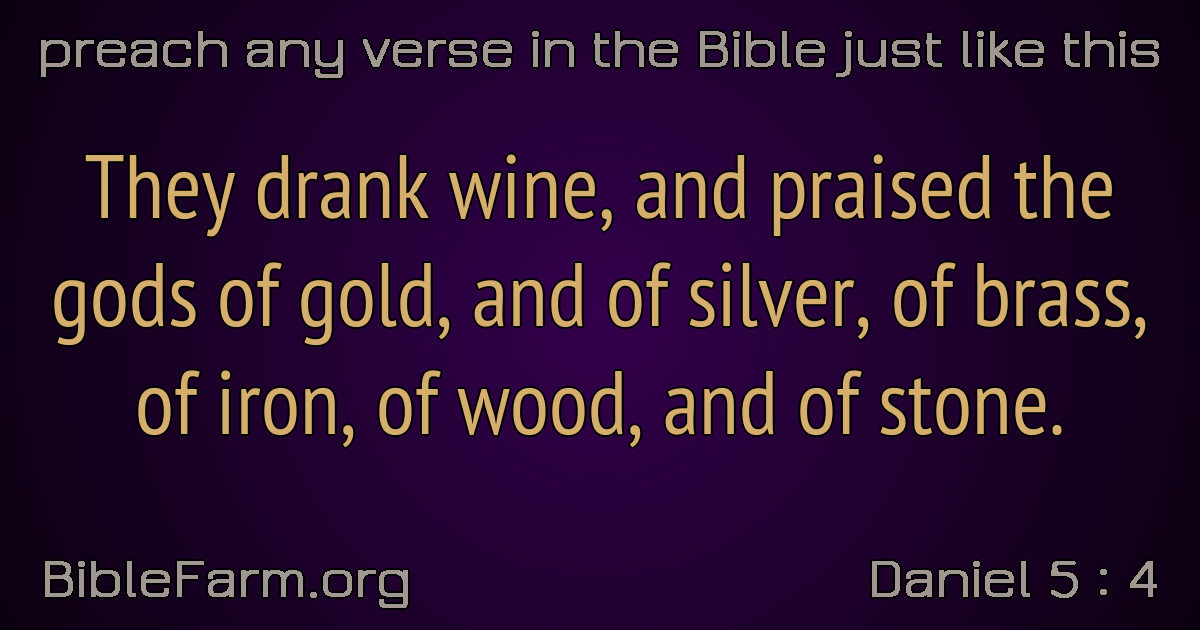 preach any verse in the Bible just like this
They drank wine, and praised the
gods of gold, and of silver, of brass,
of iron, of wood, and of stone.
BibleFarm.org
Daniel 5 : 4